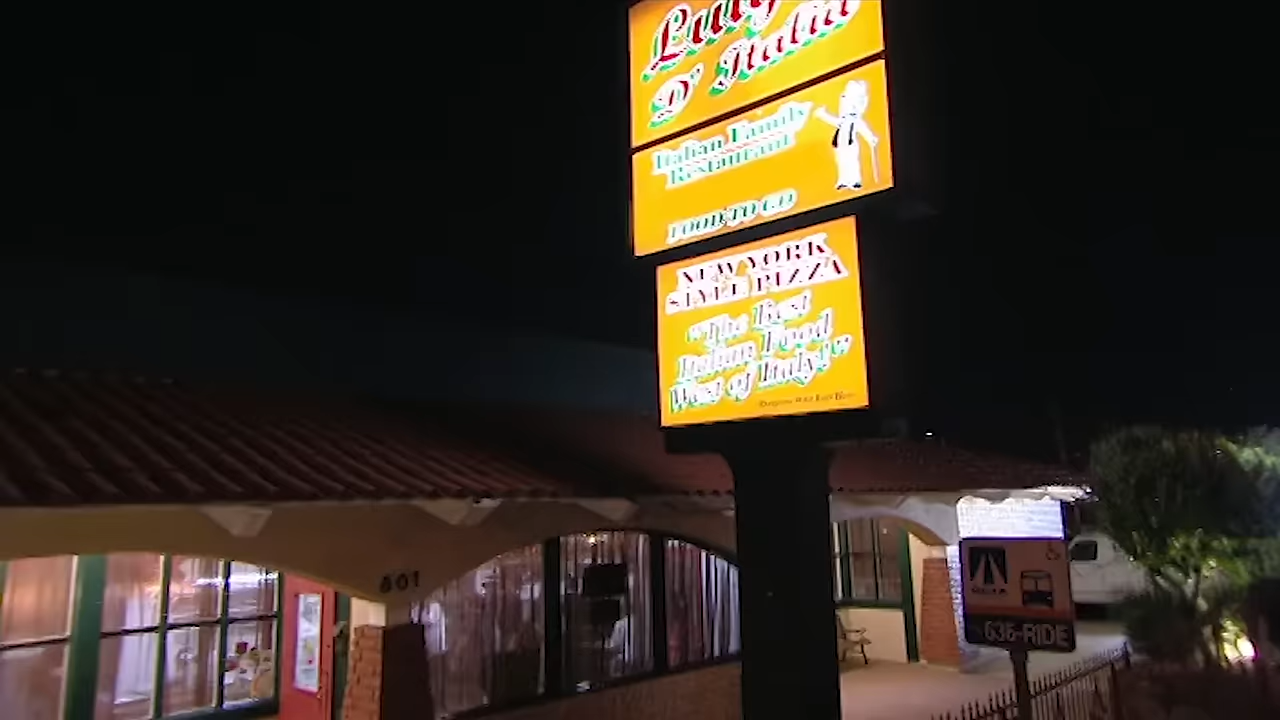 D' Italia
Italian Family
Restaurant
FOOD TO GO
NEW YORK
STYLE PIZZA
"The Best
Italian Food
West of Italy!"
801
636-RIDE